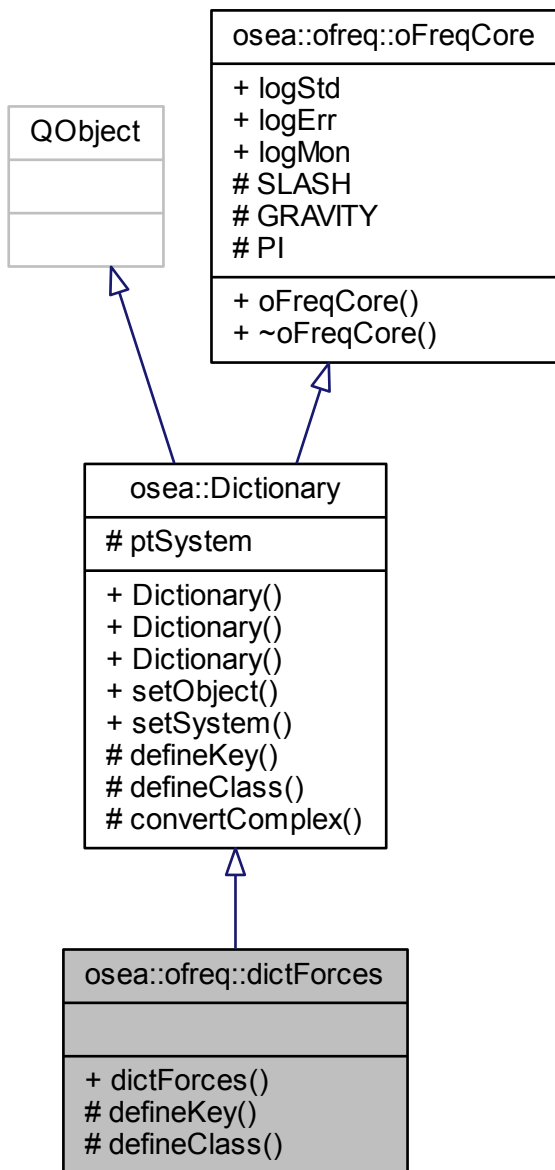 osea::ofreq::oFreqCore
+ logStd
+ logErr
+ logMon
# SLASH
# GRAVITY
# PI
+ oFreqCore()
+ ~oFreqCore()
QObject
osea::Dictionary
# ptSystem
+ Dictionary()
+ Dictionary()
+ Dictionary()
+ setObject()
+ setSystem()
# defineKey()
# defineClass()
# convertComplex()
osea::ofreq::dictForces
+ dictForces()
# defineKey()
# defineClass()